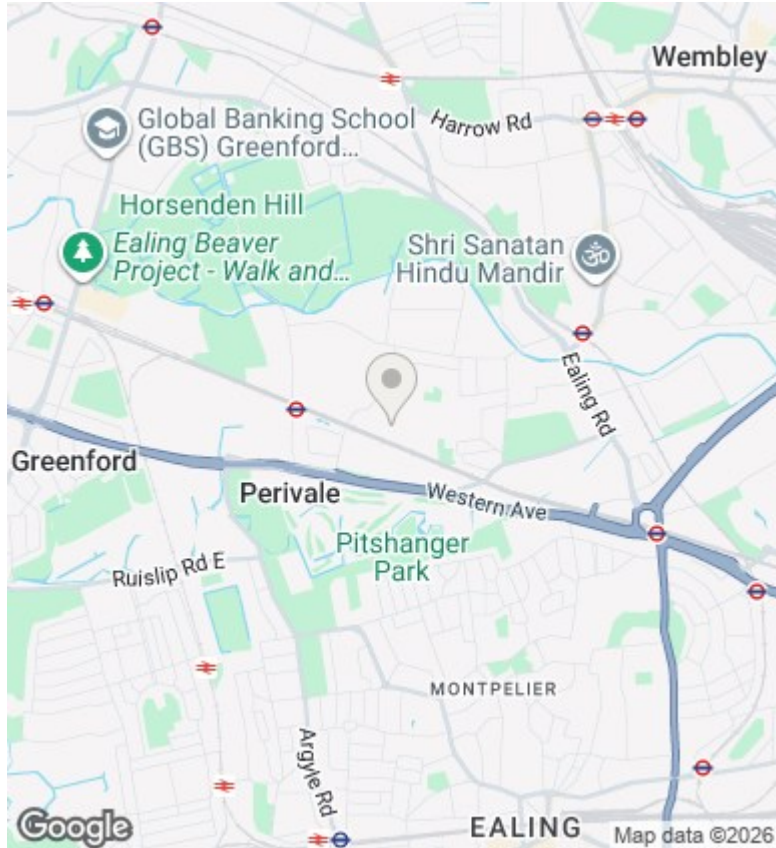 Wembley
Global Banking School
(GBS) Greenford...
Harrow Rd
Horsenden Hill
Ealing Beaver
Project - Walk and...
Shri Sanatan
Hindu Mandir
ॐ
Ealing Rd
Greenford
Perivale
Western Ave
Pitshanger
Park
Ruislip Rd E
MONTPELIER
Argyle Rd
EALING
Google
Map data ©2026